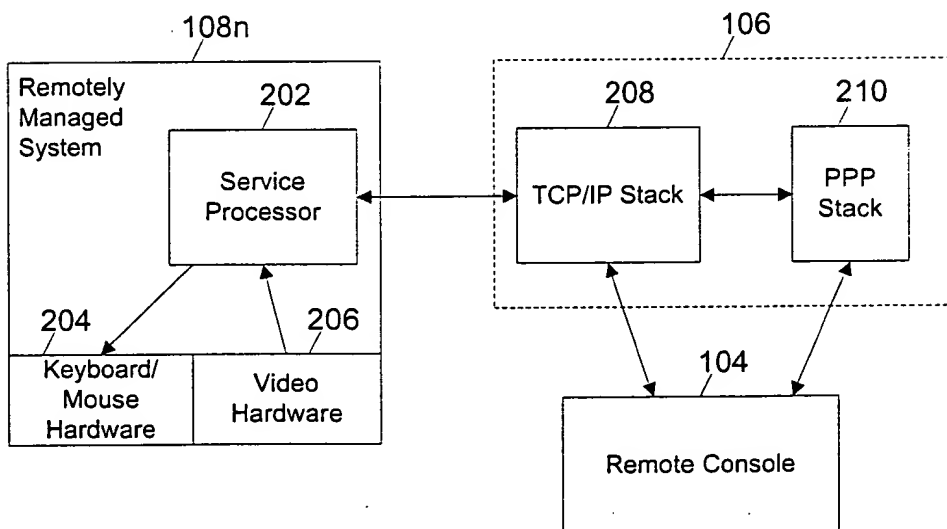 108n
106
Remotely
Managed
System
202
208
210
Service
Processor
TCP/IP Stack
PPP
Stack
204
206
Keyboard/
Mouse
Hardware
Video
Hardware
104
Remote Console